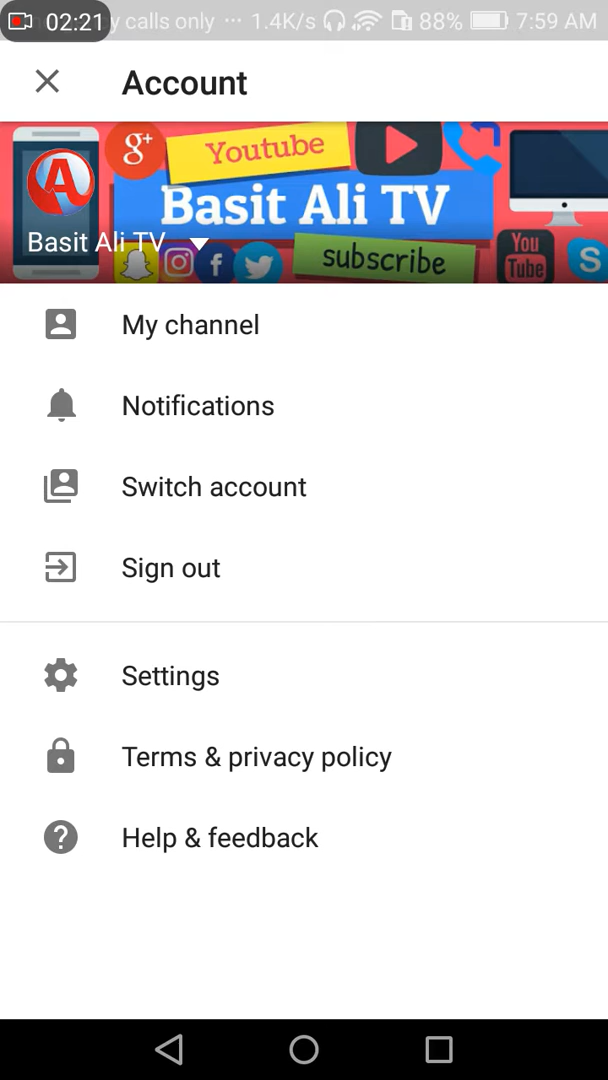 02:21 y calls only ... 1.4K/s 88% 7:59 AM
Account
g+ Youtube
Basit Ali TV
Basit Ali TV
subscribe
You
Tube
My channel
Notifications
Switch account
Sign out
Settings
Terms & privacy policy
Help & feedback